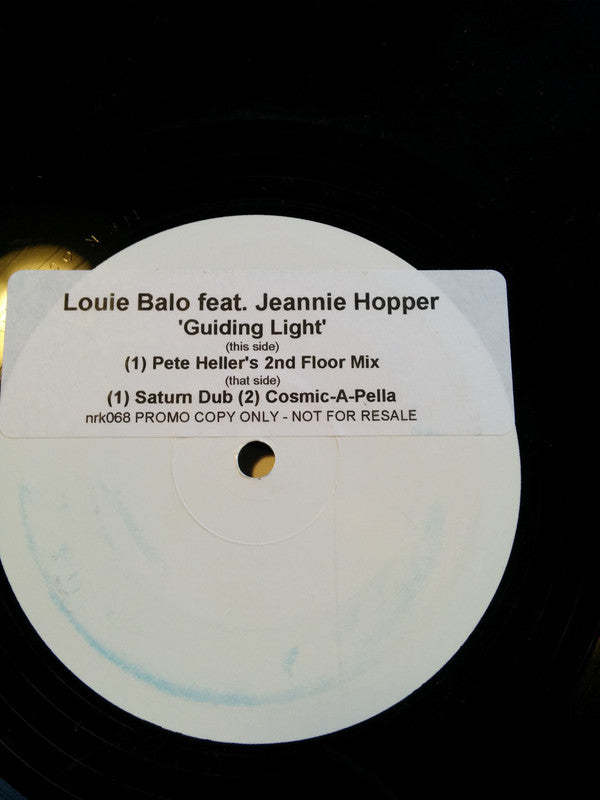 Louie Balo feat. Jeannie Hopper
'Guiding Light'
(this side)
(1) Pete Heller's 2nd Floor Mix
(that side)
(1) Saturn Dub (2) Cosmic-A-Pella
nrk068 PROMO COPY ONLY - NOT FOR RESALE